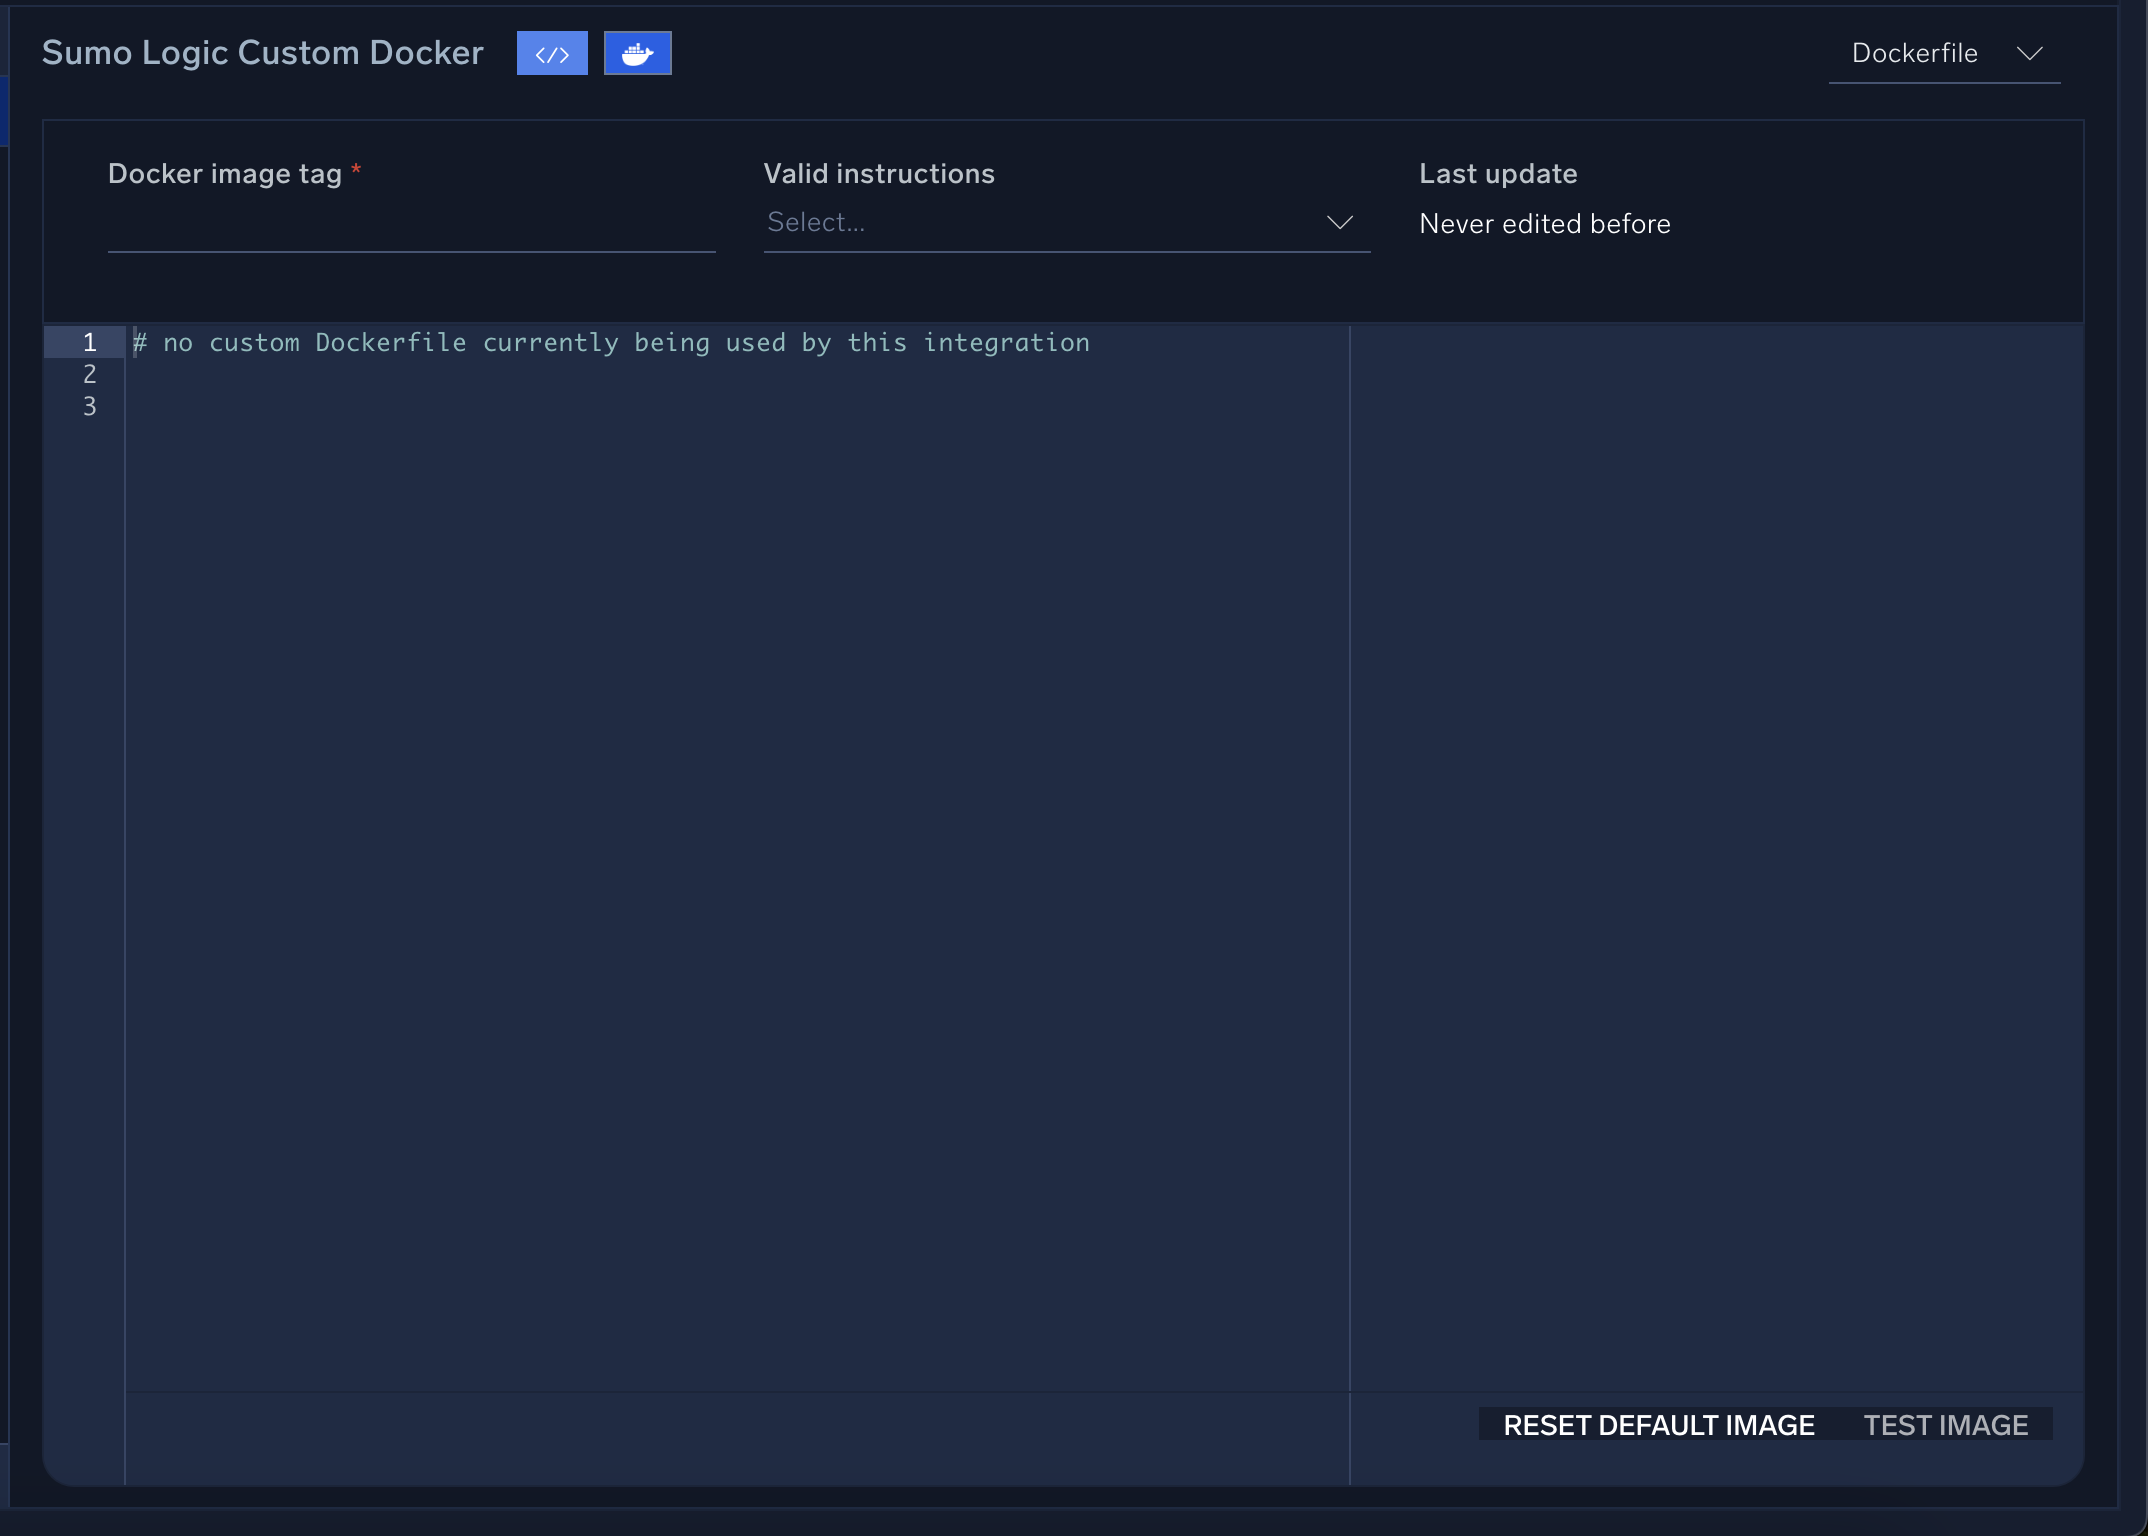 Sumo Logic Custom Docker </> Dockerfile
Docker image tag * Valid instructions Last update
Select... Never edited before
1 # no custom Dockerfile currently being used by this integration
2
3
RESET DEFAULT IMAGE TEST IMAGE